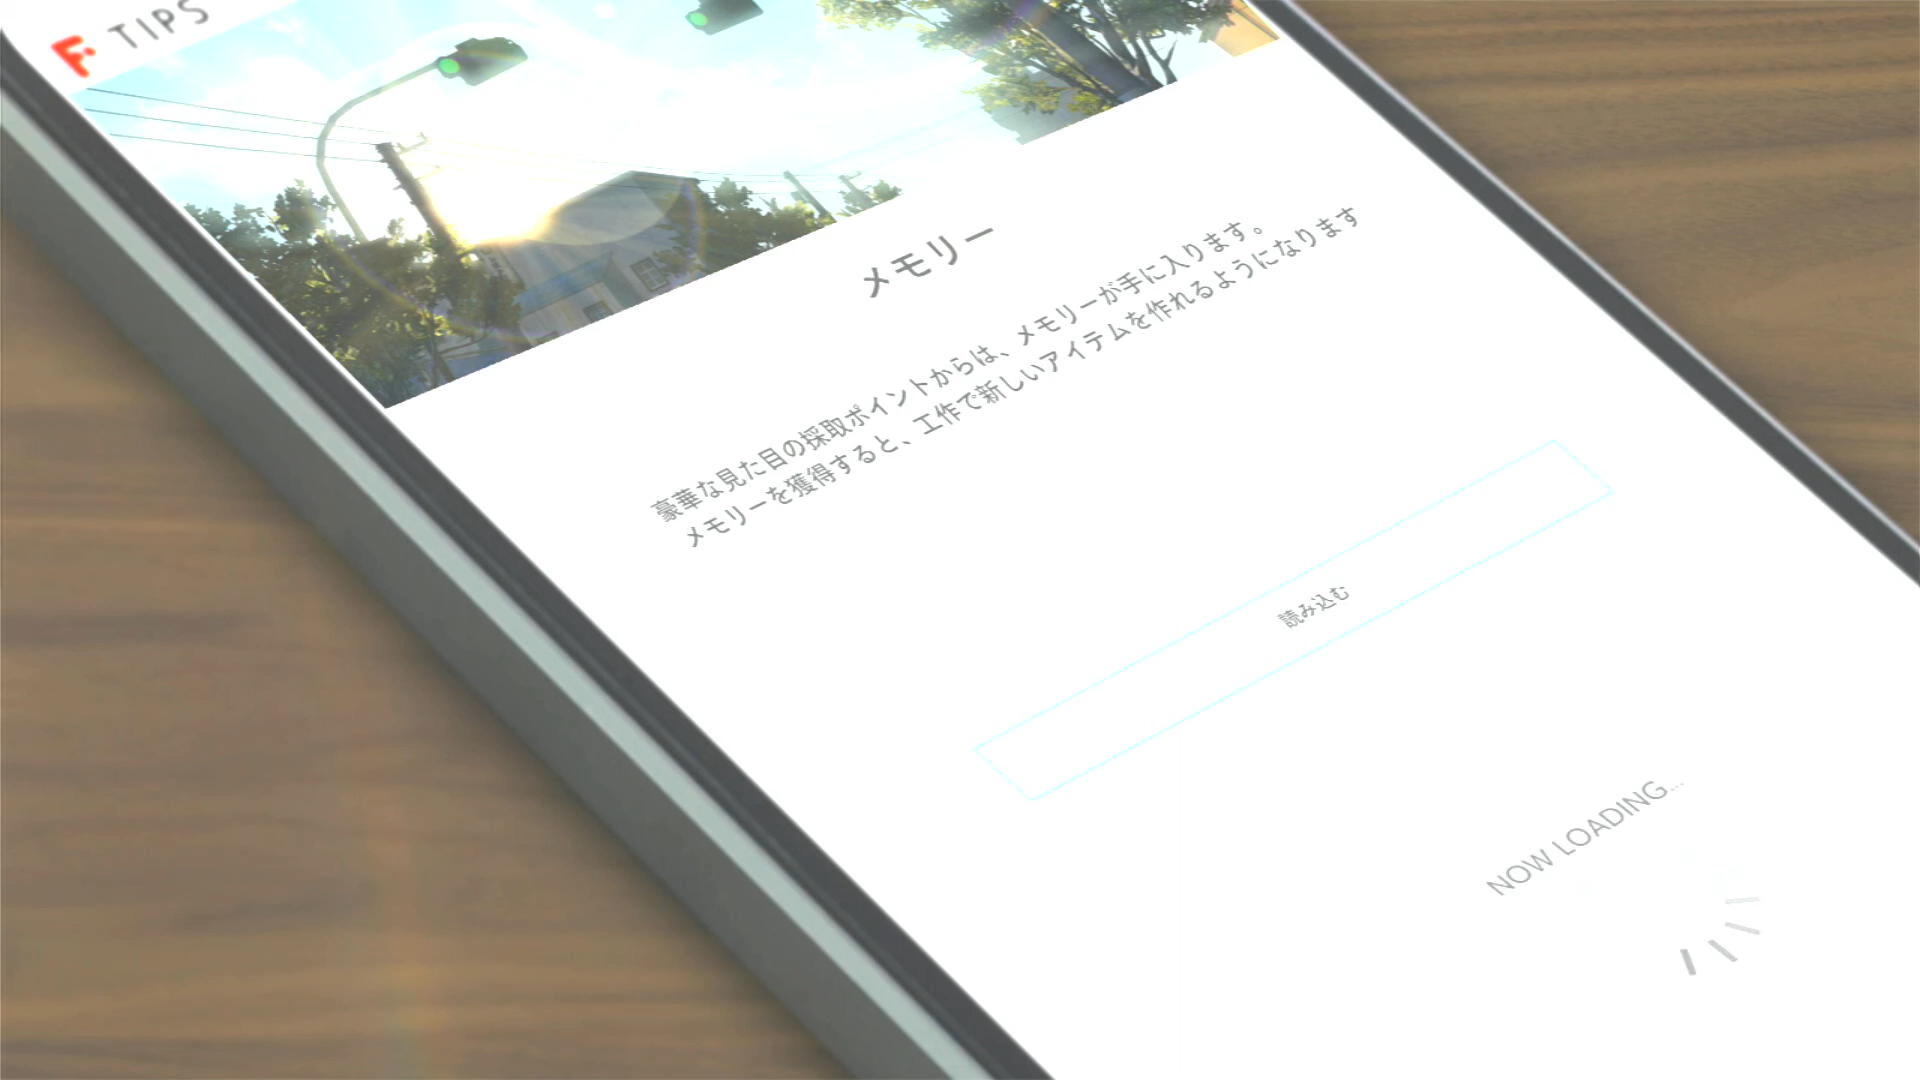 TIPS
メモリー
豪華な見た目の採取ポイントからは、メモリーが手に入ります。
メモリーを獲得すると、工作で新しいアイテムを作れるようになります
読み込む
NOW LOADING...